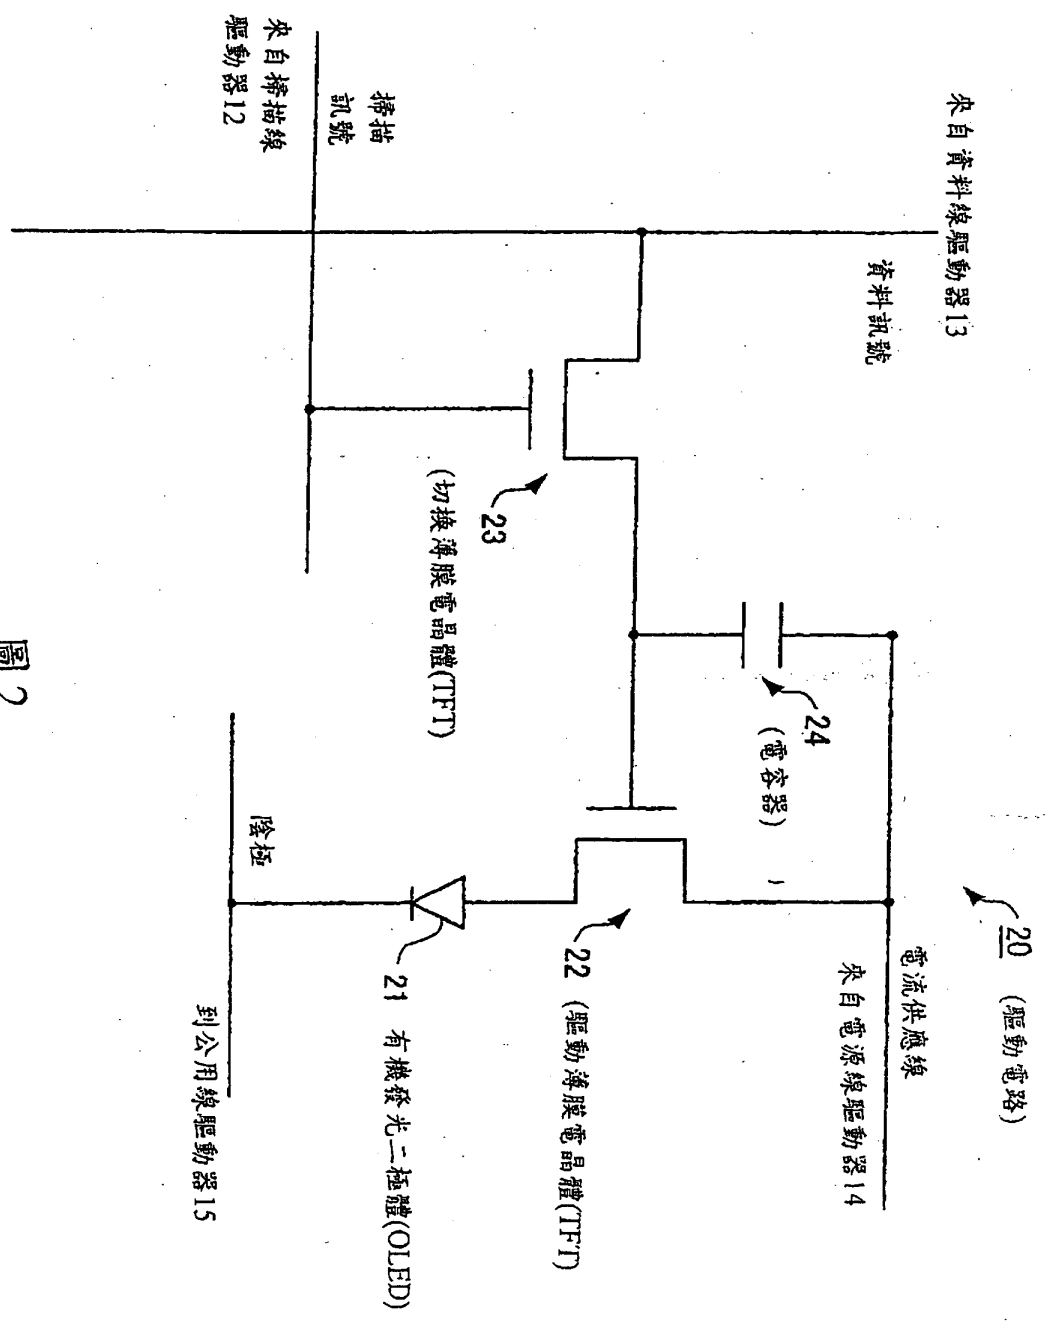 20 (驅動電路)
電流供應線
來自電源線驅動器14
來自資料線驅動器13
資料訊號
24
(電容器)
22 (驅動薄膜電晶體(TFT)
23
(切換薄膜電晶體(TFT)
21 有機發光二極體(OLED)
掃描
訊號
來自掃描線
驅動器12
陰極
到公用線驅動器15
圖2